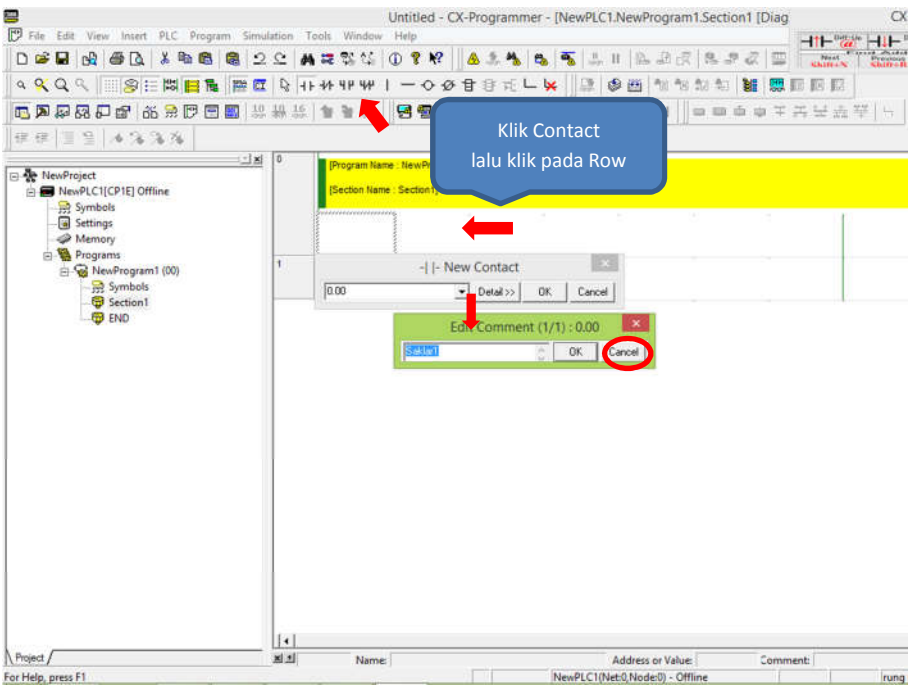 Untitled - CX-Programmer - [NewPLC1.NewProgram1.Section1 [Diag
CX
File Edit View Insert PLC Program Simulation Tools Window Help
Next
Shift+N
Klik Contact
lalu klik pada Row
NewProject
NewPLC1[CP1E] Offline
Symbols
Settings
Memory
Programs
NewProgram1 (00)
Symbols
Section1
END
0
[Program Name : NewPr
[Section Name : Section1]
1
-| |- New Contact
0.00
Detail >>
OK
Cancel
Edit Comment (1/1) : 0.00
Saklar1
OK
Cancel
Project
Name:
Address or Value:
Comment:
For Help, press F1
NewPLC1(Net:0,Node:0) - Offline
rung